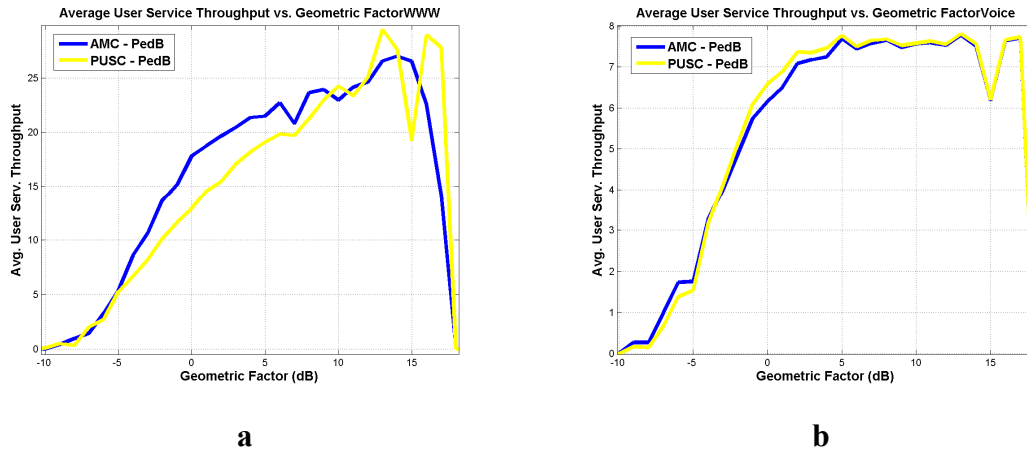 Average User Service Throughput vs. Geometric FactorWWW
AMC - PedB
PUSC - PedB
Avg. User Serv. Throughput
25
20
15
10
5
0
-10
-5
0
5
10
15
Geometric Factor (dB)
a
Average User Service Throughput vs. Geometric FactorVoice
AMC - PedB
PUSC - PedB
Avg. User Serv. Throughput
8
7
6
5
4
3
2
1
0
-10
-5
0
5
10
15
Geometric Factor (dB)
b